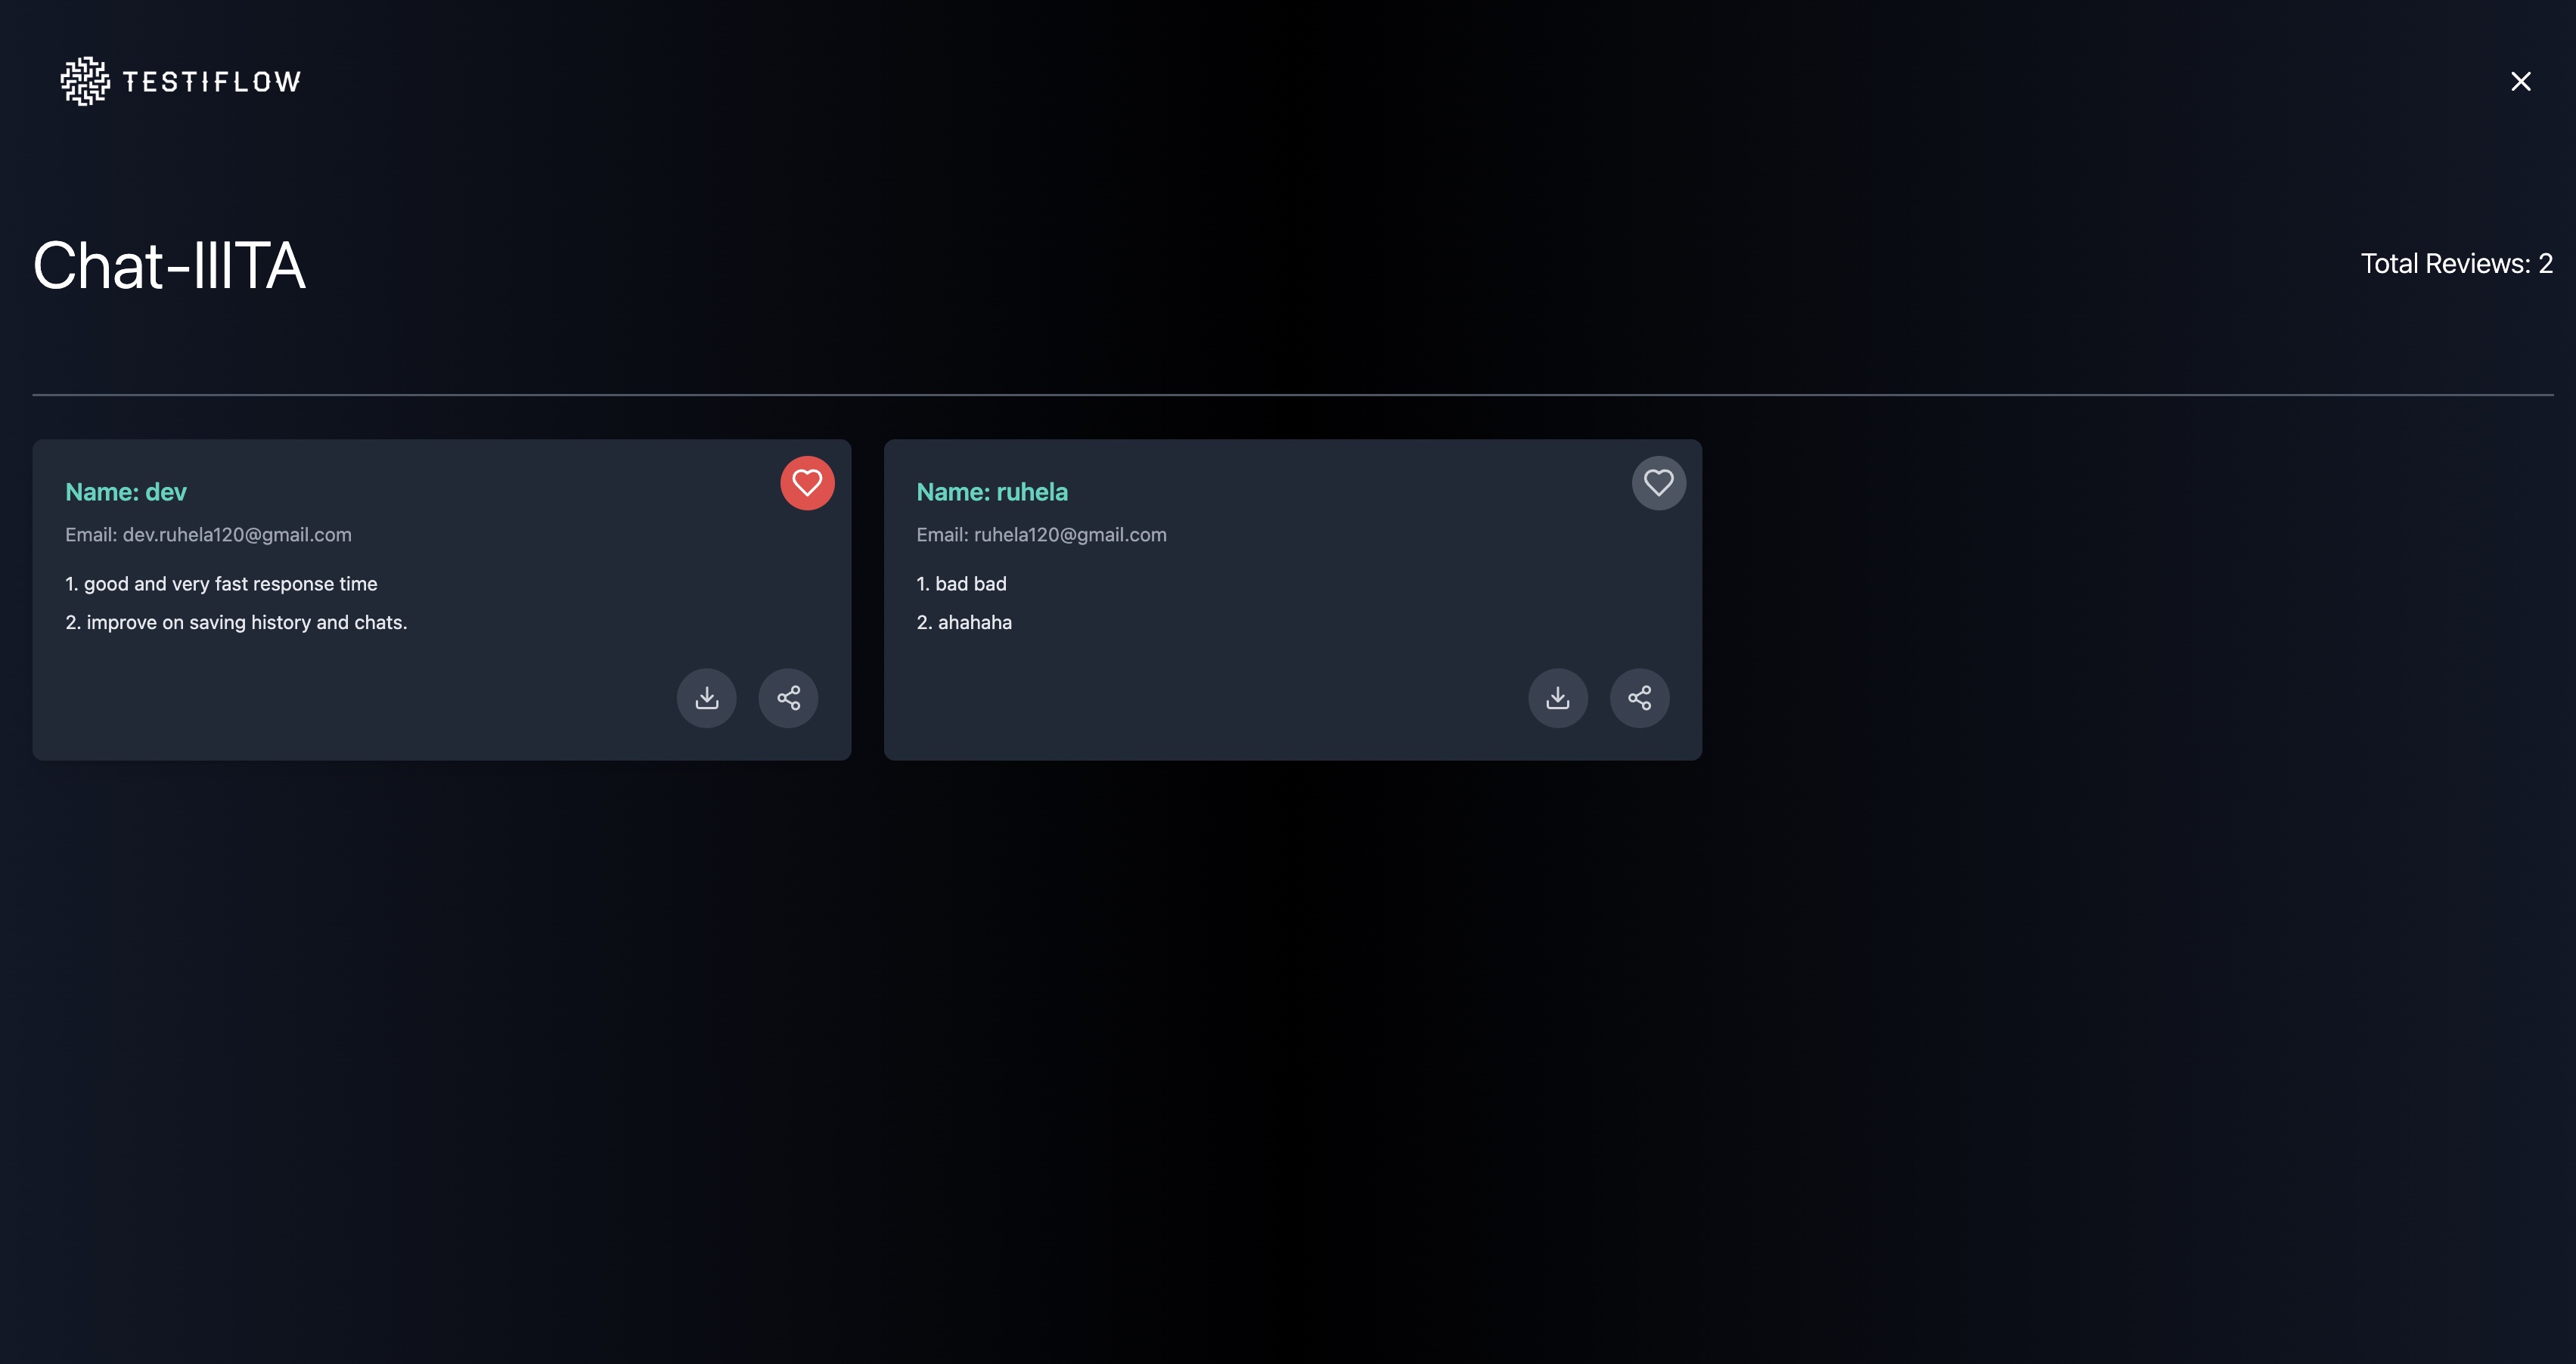 TESTIFLOW
Chat-IIITA
Total Reviews: 2
Name: dev
Email: dev.ruhela120@gmail.com
1. good and very fast response time
2. improve on saving history and chats.
Name: ruhela
Email: ruhela120@gmail.com
1. bad bad
2. ahahaha